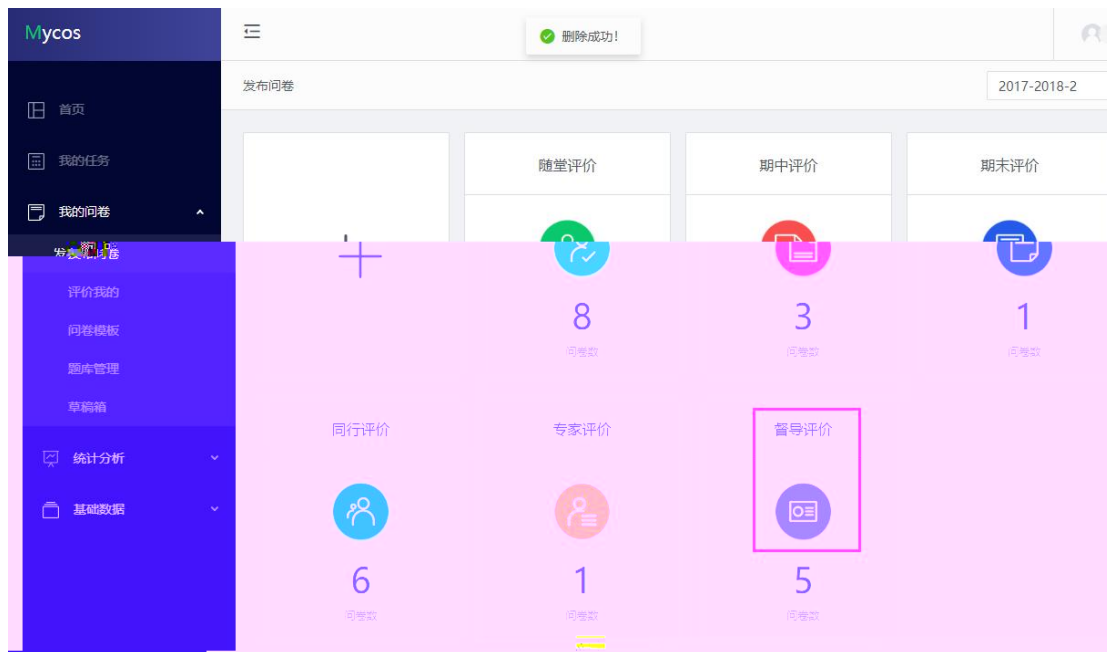 Mycos
删除成功！
发布问卷
2017-2018-2
首页
我的任务
我的问卷
评价我的
问卷模板
题库管理
草稿箱
统计分析
基础数据
随堂评价
8
问卷数
期中评价
3
问卷数
期末评价
1
问卷数
同行评价
6
问卷数
专家评价
1
问卷数
督导评价
5
问卷数